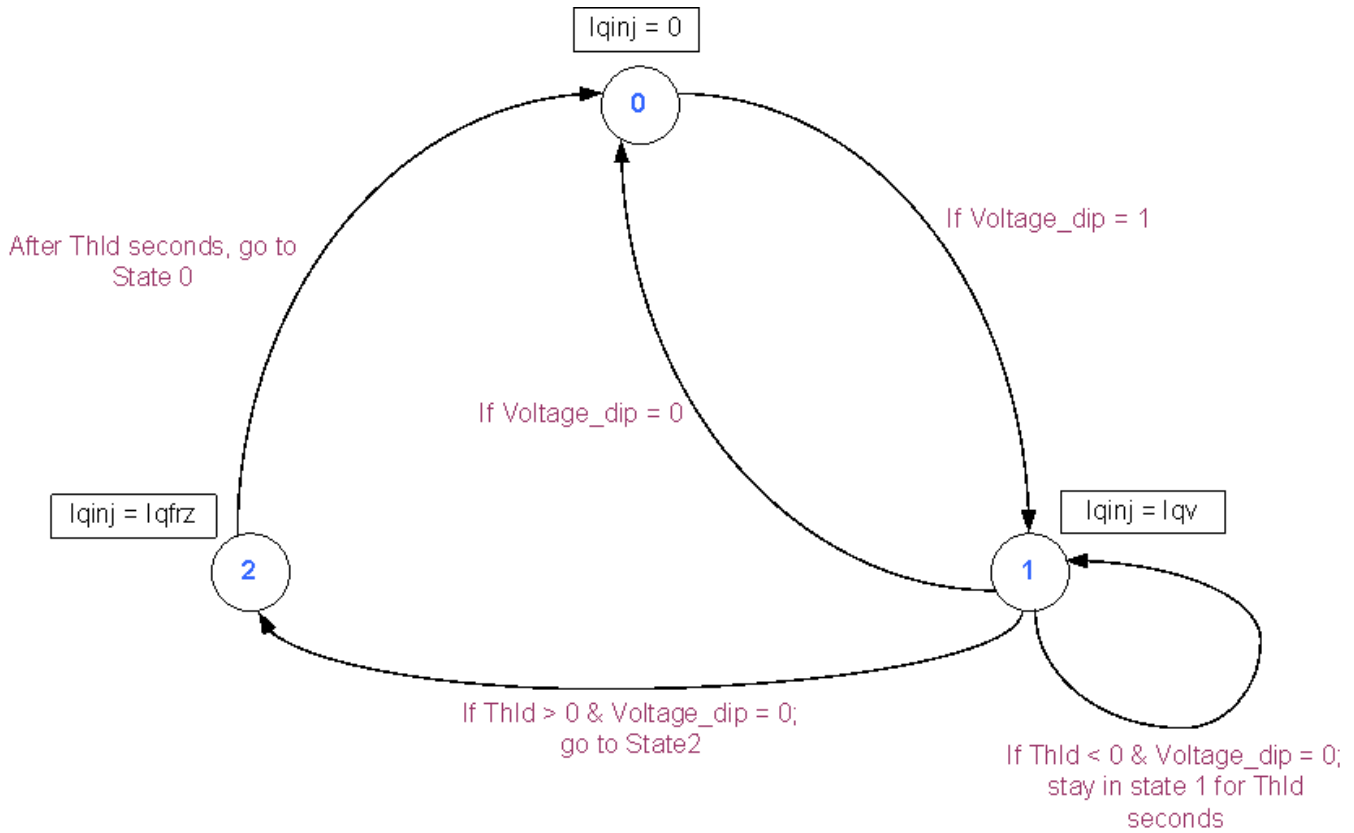 Iqinj = 0
0
If Voltage_dip = 1
After Thld seconds, go to
State 0
If Voltage_dip = 0
Iqinj = Iqfrz
Iqinj = Iqv
2
1
If Thld > 0 & Voltage_dip = 0;
go to State2
If Thld < 0 & Voltage_dip = 0;
stay in state 1 for Thld
seconds